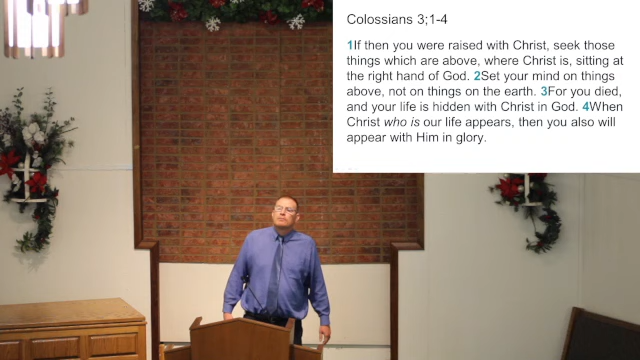 Colossians 3;1-4
1If then you were raised with Christ, seek those
things which are above, where Christ is, sitting at
the right hand of God. 2Set your mind on things
above, not on things on the earth. 3For you died,
and your life is hidden with Christ in God. 4When
Christ who is our life appears, then you also will
appear with Him in glory.